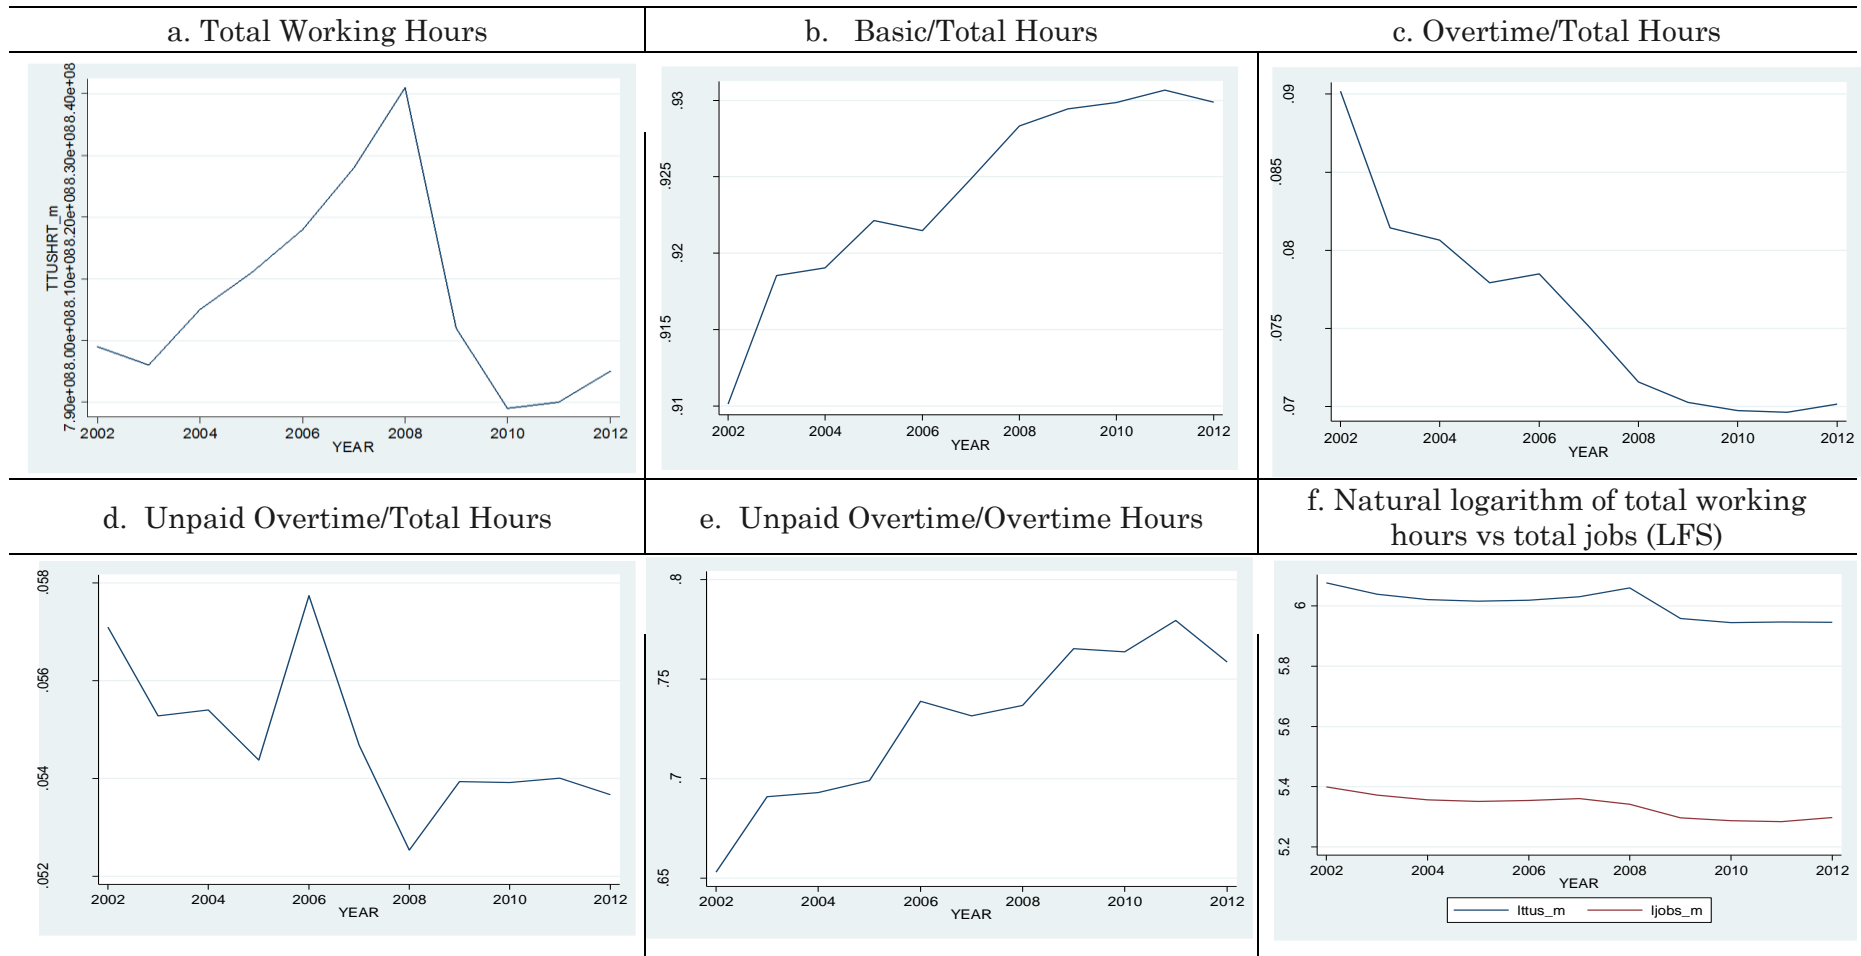 a. Total Working Hours
b. Basic/Total Hours
c. Overtime/Total Hours
TTUSHRT_m
7.90e+088.00e+088.10e+088.20e+088.30e+088.40e+08
2002 2004 2006 2008 2010 2012
YEAR
.91 .915 .92 .925 .93
2002 2004 2006 2008 2010 2012
YEAR
.07 .075 .08 .085 .09
2002 2004 2006 2008 2010 2012
YEAR
d. Unpaid Overtime/Total Hours
e. Unpaid Overtime/Overtime Hours
f. Natural logarithm of total working
hours vs total jobs (LFS)
.052 .054 .056 .058
2002 2004 2006 2008 2010 2012
YEAR
.65 .7 .75 .8
2002 2004 2006 2008 2010 2012
YEAR
5.2 5.4 5.6 5.8 6
2002 2004 2006 2008 2010 2012
YEAR
lttus_m ljobs_m